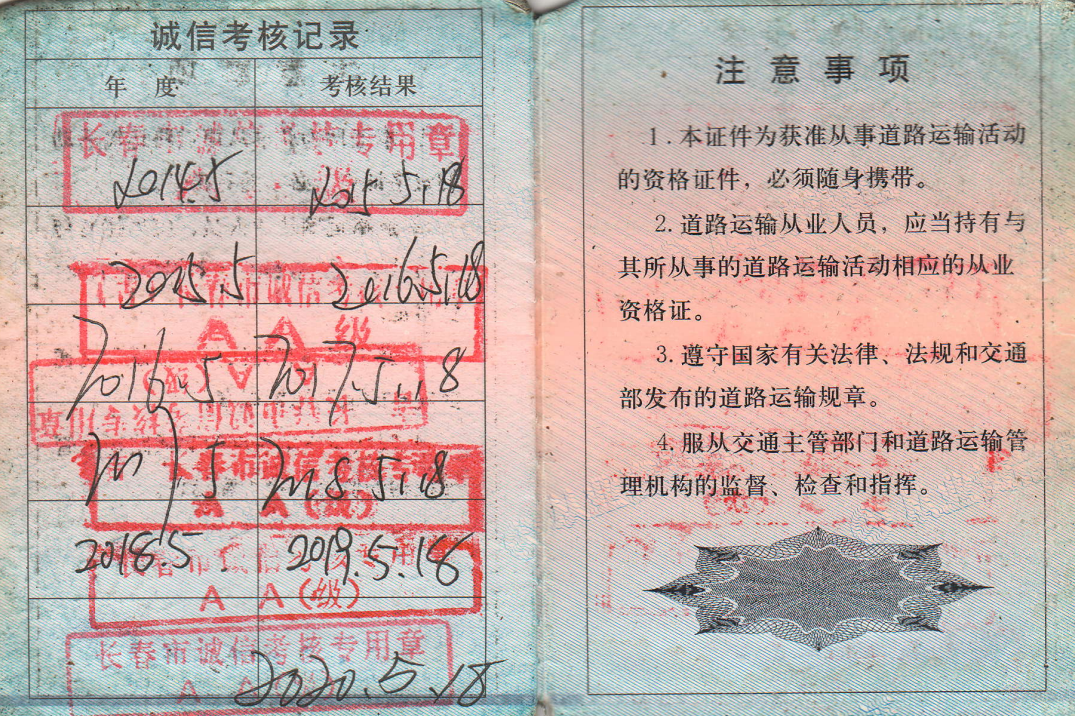 诚信考核记录
年 度 考核结果
长春市诚信考核专用章
2014.5 2015 5.18
2015.5 2016.5.18
A A 级
2016.5 2017.5.18
长春市诚信考核专
2017 5 2018 5.18
A A (级)
2018.5 2019.5.18
长春市诚信考核专用
A A (级)
长春市诚信考核专用章
A A
2020.5.18
注意事项
1.本证件为获准从事道路运输活动
的资格证件，必须随身携带。
2.道路运输从业人员，应当持有与
其所从事的道路运输活动相应的从业
资格证。
3.遵守国家有关法律、法规和交通
部发布的道路运输规章。
4.服从交通主管部门和道路运输管
理机构的监督、检查和指挥。